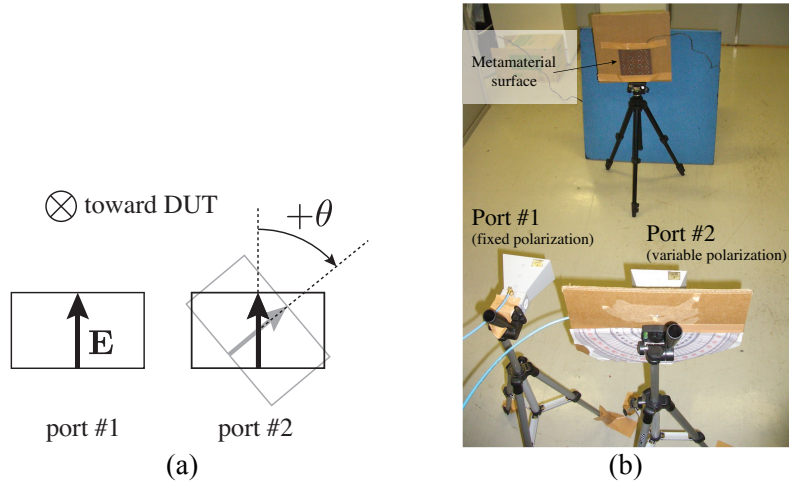 ⊗ toward DUT
+θ
E
port #1
port #2
(a)
Metamaterial
surface
Port #1
(fixed polarization)
Port #2
(variable polarization)
(b)